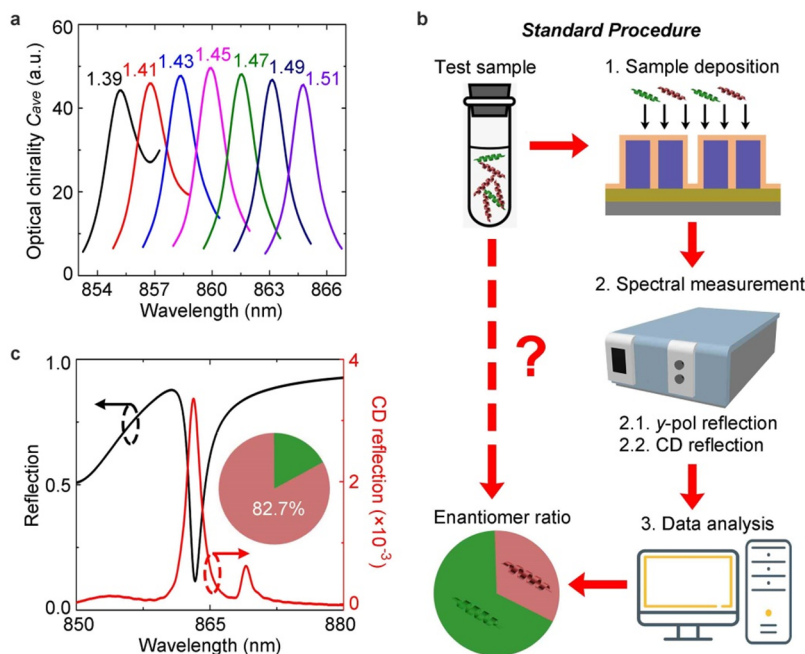 a
Optical chirality Cave (a.u.)
60
40
20
0
1.39
1.41
1.43
1.45
1.47
1.49
1.51
854
857
860
863
866
Wavelength (nm)
b
Standard Procedure
Test sample
1. Sample deposition
2. Spectral measurement
?
2.1. y-pol reflection
2.2. CD reflection
Enantiomer ratio
3. Data analysis
c
Reflection
1.0
0.5
0.0
82.7%
4
2
0
CD reflection (×10⁻³)
850
865
880
Wavelength (nm)